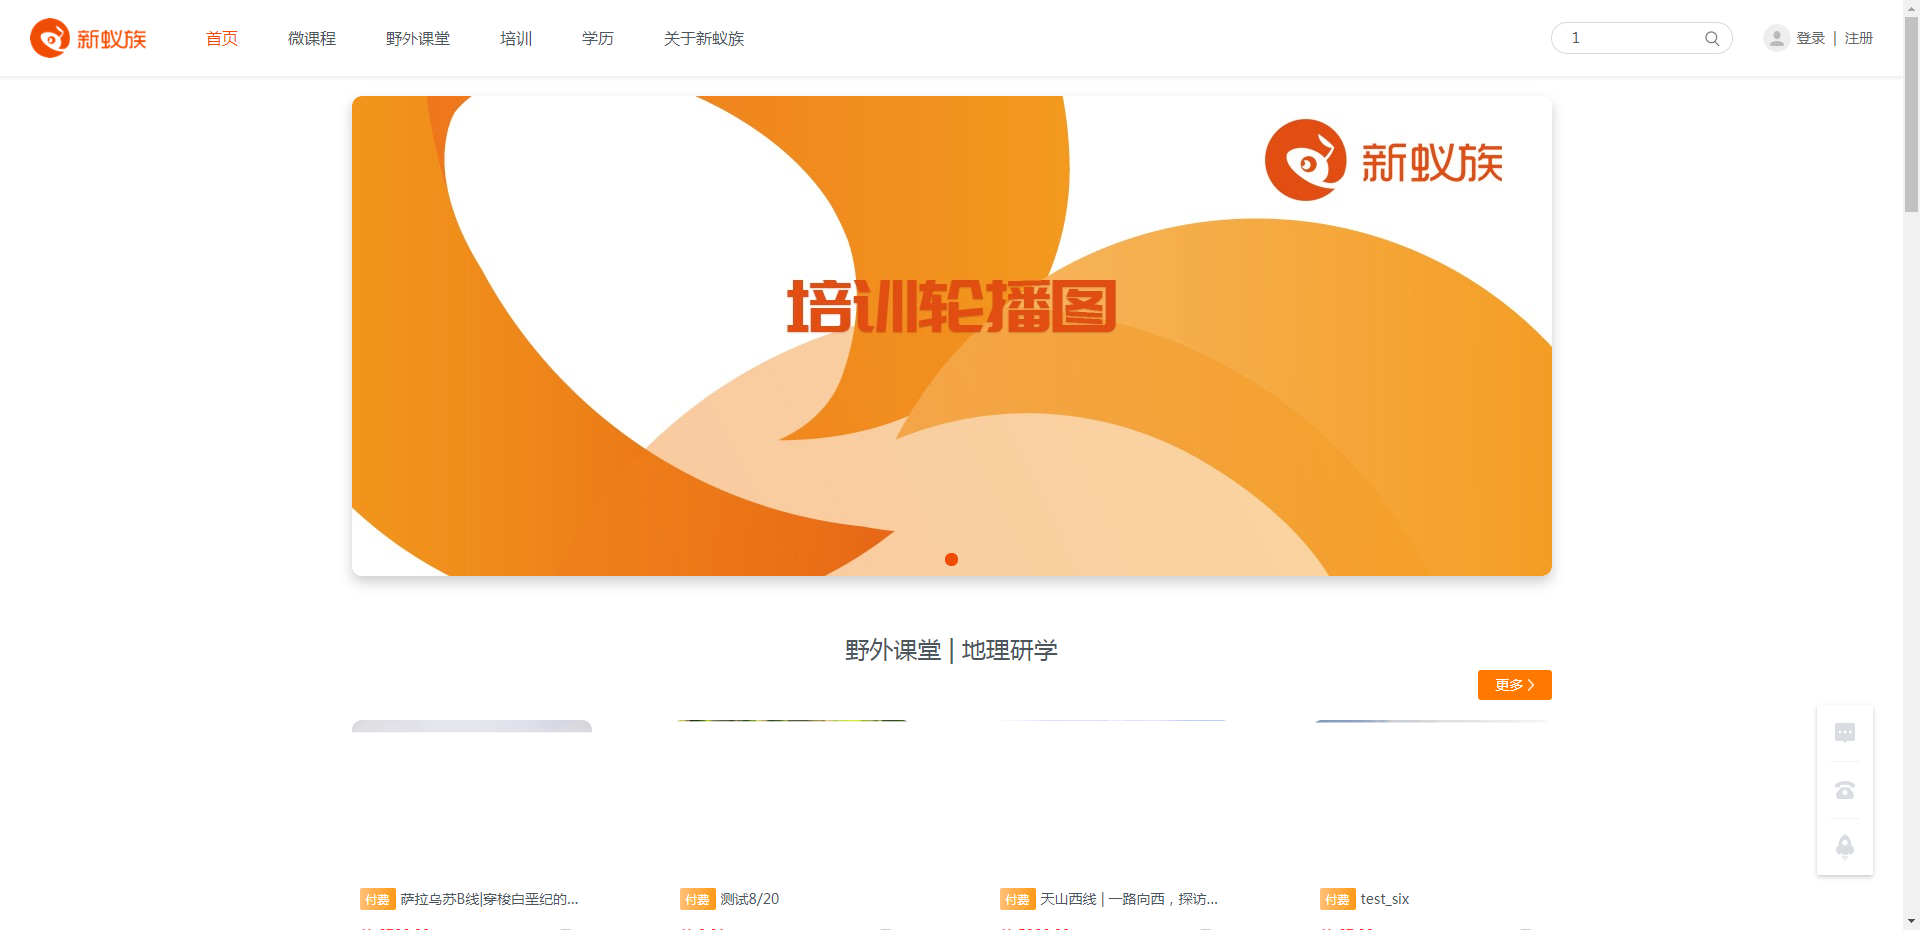 新蚁族
首页
微课程
野外课堂
培训
学历
关于新蚁族
1
登录 | 注册
新蚁族
培训轮播图
野外课堂 | 地理研学
更多
付费 萨拉乌苏B线|穿梭白垩纪的...
付费 测试8/20
付费 天山西线 | 一路向西，探访...
付费 test_six